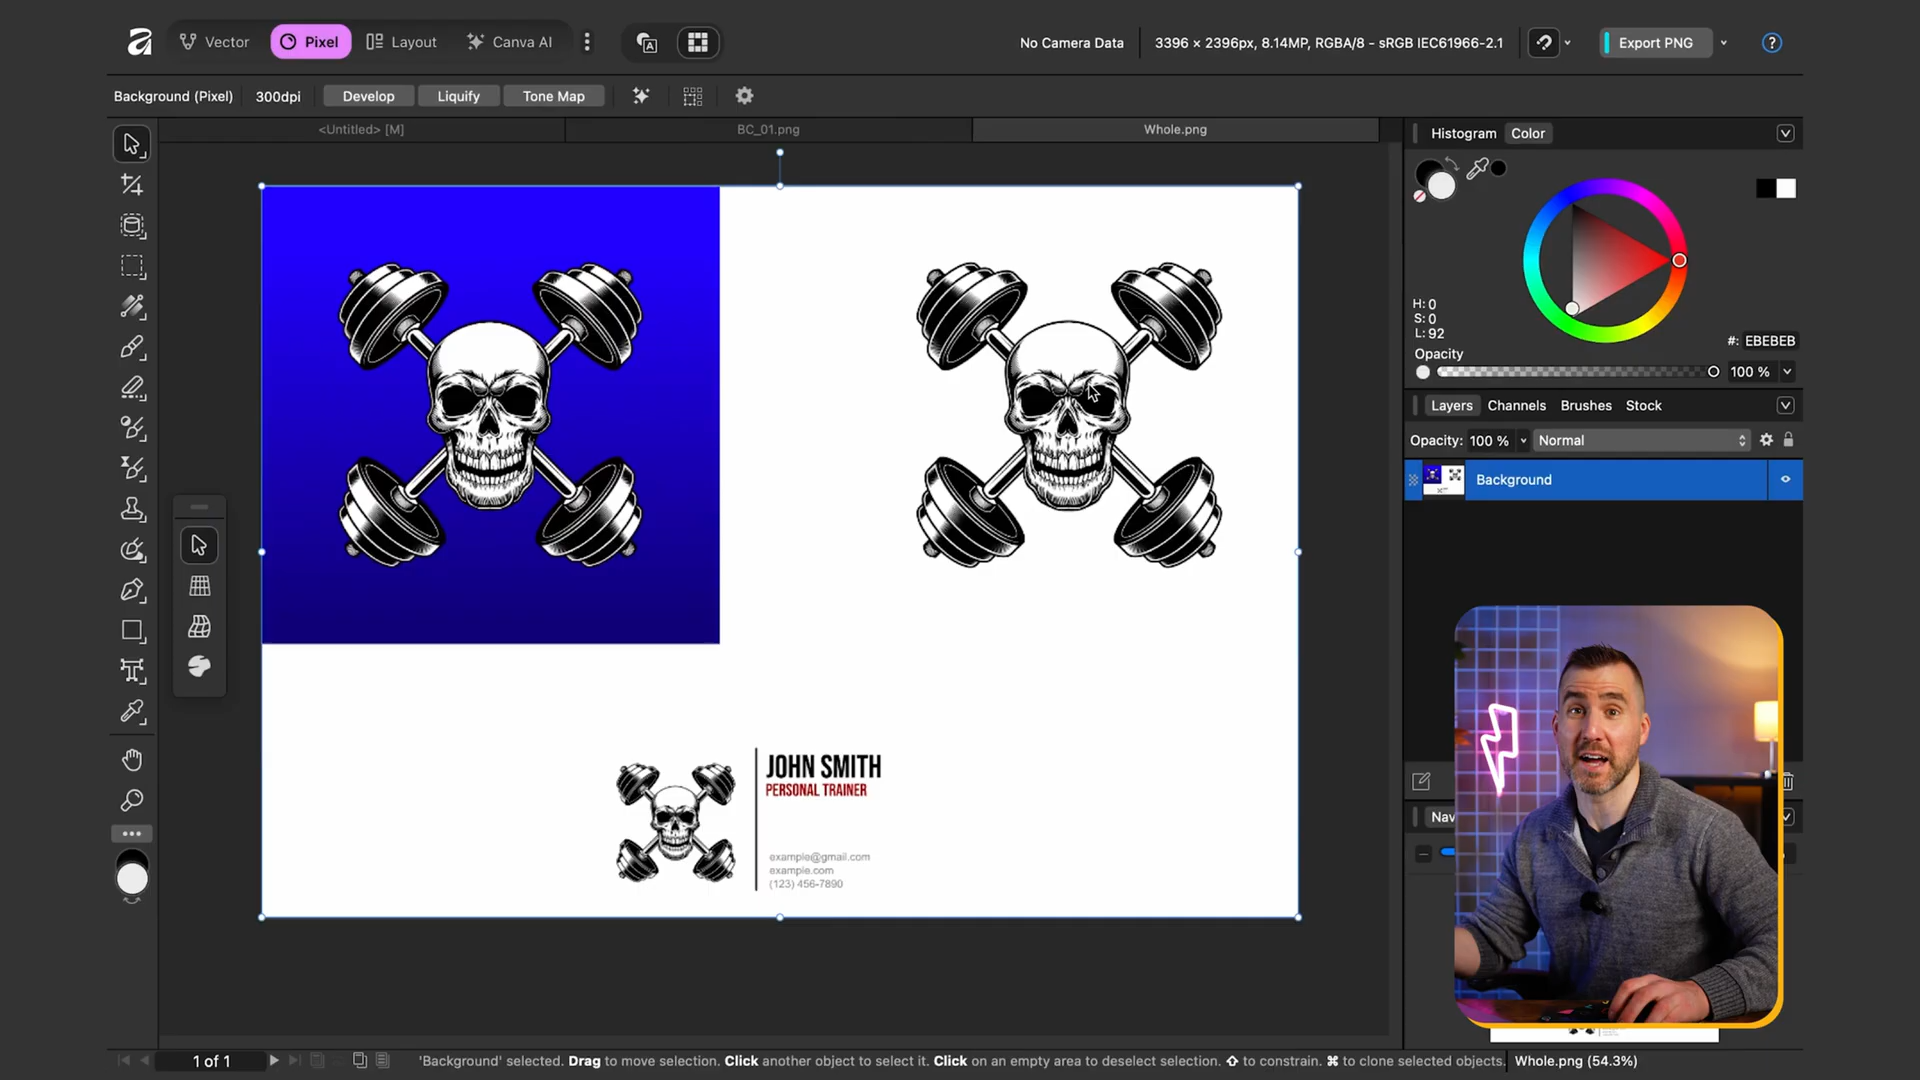 Vector
Pixel
Layout
Canva AI
No Camera Data
3396 × 2396px, 8.14MP, RGBA/8 - sRGB IEC61966-2.1
Export PNG
Background (Pixel)
300dpi
Develop
Liquify
Tone Map
<Untitled> [M]
BC_01.png
Whole.png
Histogram
Color
H: 0
S: 0
L: 92
#: EBEBEB
Opacity
100 %
Layers
Channels
Brushes
Stock
Opacity: 100 %
Normal
Background
JOHN SMITH
PERSONAL TRAINER
example@gmail.com
example.com
(123) 456-7890
Nav
1 of 1
'Background' selected. Drag to move selection. Click another object to select it. Click on an empty area to deselect selection. ⇧ to constrain. ⌘ to clone selected objects.
Whole.png (54.3%)